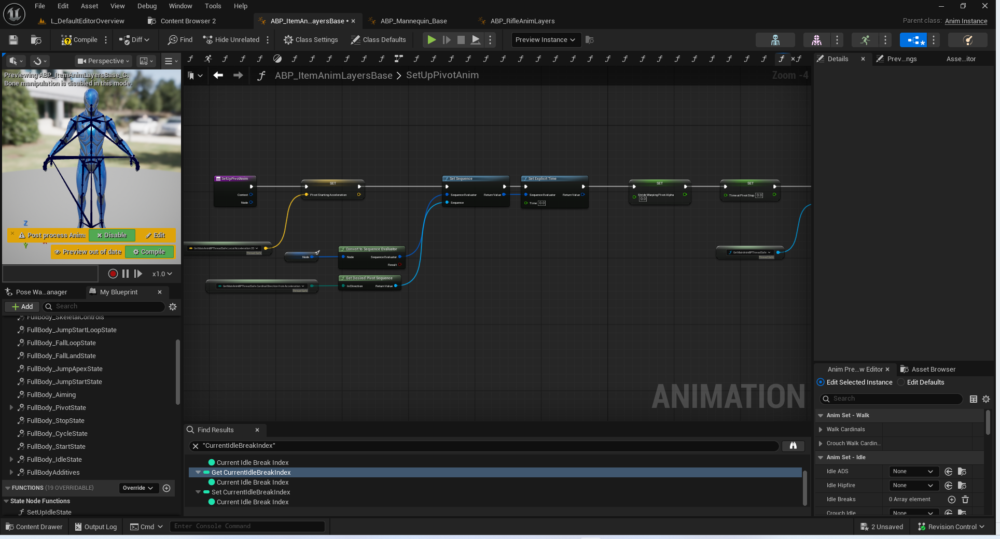 File Edit Asset View Debug Window Tools Help
L_DefaultEditorOverview
Content Browser 2
ABP_ItemAn...ayersBase •
ABP_Mannequin_Base
ABP_RifleAnimLayers
Parent class: Anim Instance
Compile
Diff
Find
Hide Unrelated
Class Settings
Class Defaults
Preview Instance
Perspective
Details
Prev...ngs
Asse...itor
Previewing ABP_ItemAnimLayersBase_C.
Bone manipulation is disabled in this mode.
ABP_ItemAnimLayersBase > SetUpPivotAnim
Zoom -4
SetUpPivotAnim
Context
Node
SET
Pivot Starting Acceleration
Set Sequence
Sequence Evaluator Return Value
Sequence
Set Explicit Time
Sequence Evaluator Return Value
Time 0.0
SET
Stride Warping Pivot Alpha
0.0
SET
Time at Pivot Stop 0.0
GetMainAnimBPThreadSafe.Local Acceleration 2D
Thread Safe
Node
Convert to Sequence Evaluator
Node Sequence Evaluator
Result
GetMainAnimBPThreadSafe.Cardinal Direction from Acceleration
Thread Safe
Get Desired Pivot Sequence
In Direction Return Value
GetMainAnimBPThreadSafe
Thread Safe
ANIMATION
Z
Y
Post process Anim
Disable
Edit
Preview out of date
Compile
x1.0
Pose Wa...anager
My Blueprint
Add
Search
FullBody_SkeletalControls
FullBody_JumpStartLoopState
FullBody_FallLoopState
FullBody_FallLandState
FullBody_JumpApexState
FullBody_JumpStartState
FullBody_Aiming
FullBody_PivotState
FullBody_StopState
FullBody_CycleState
FullBody_StartState
FullBody_IdleState
FullBodyAdditives
FUNCTIONS (19 OVERRIDABLE)
Override
State Node Functions
SetUpIdleState
Find Results
"CurrentIdleBreakIndex"
Current Idle Break Index
Get CurrentIdleBreakIndex
Current Idle Break Index
Set CurrentIdleBreakIndex
Current Idle Break Index
Anim Pre...w Editor
Asset Browser
Edit Selected Instance
Edit Defaults
Search
Anim Set - Walk
Walk Cardinals
Crouch Walk Cardin...
Anim Set - Idle
Idle ADS None
Idle Hipfire None
Idle Breaks 0 Array element
Crouch Idle None
Content Drawer
Output Log
Cmd
Enter Console Command
2 Unsaved
Revision Control